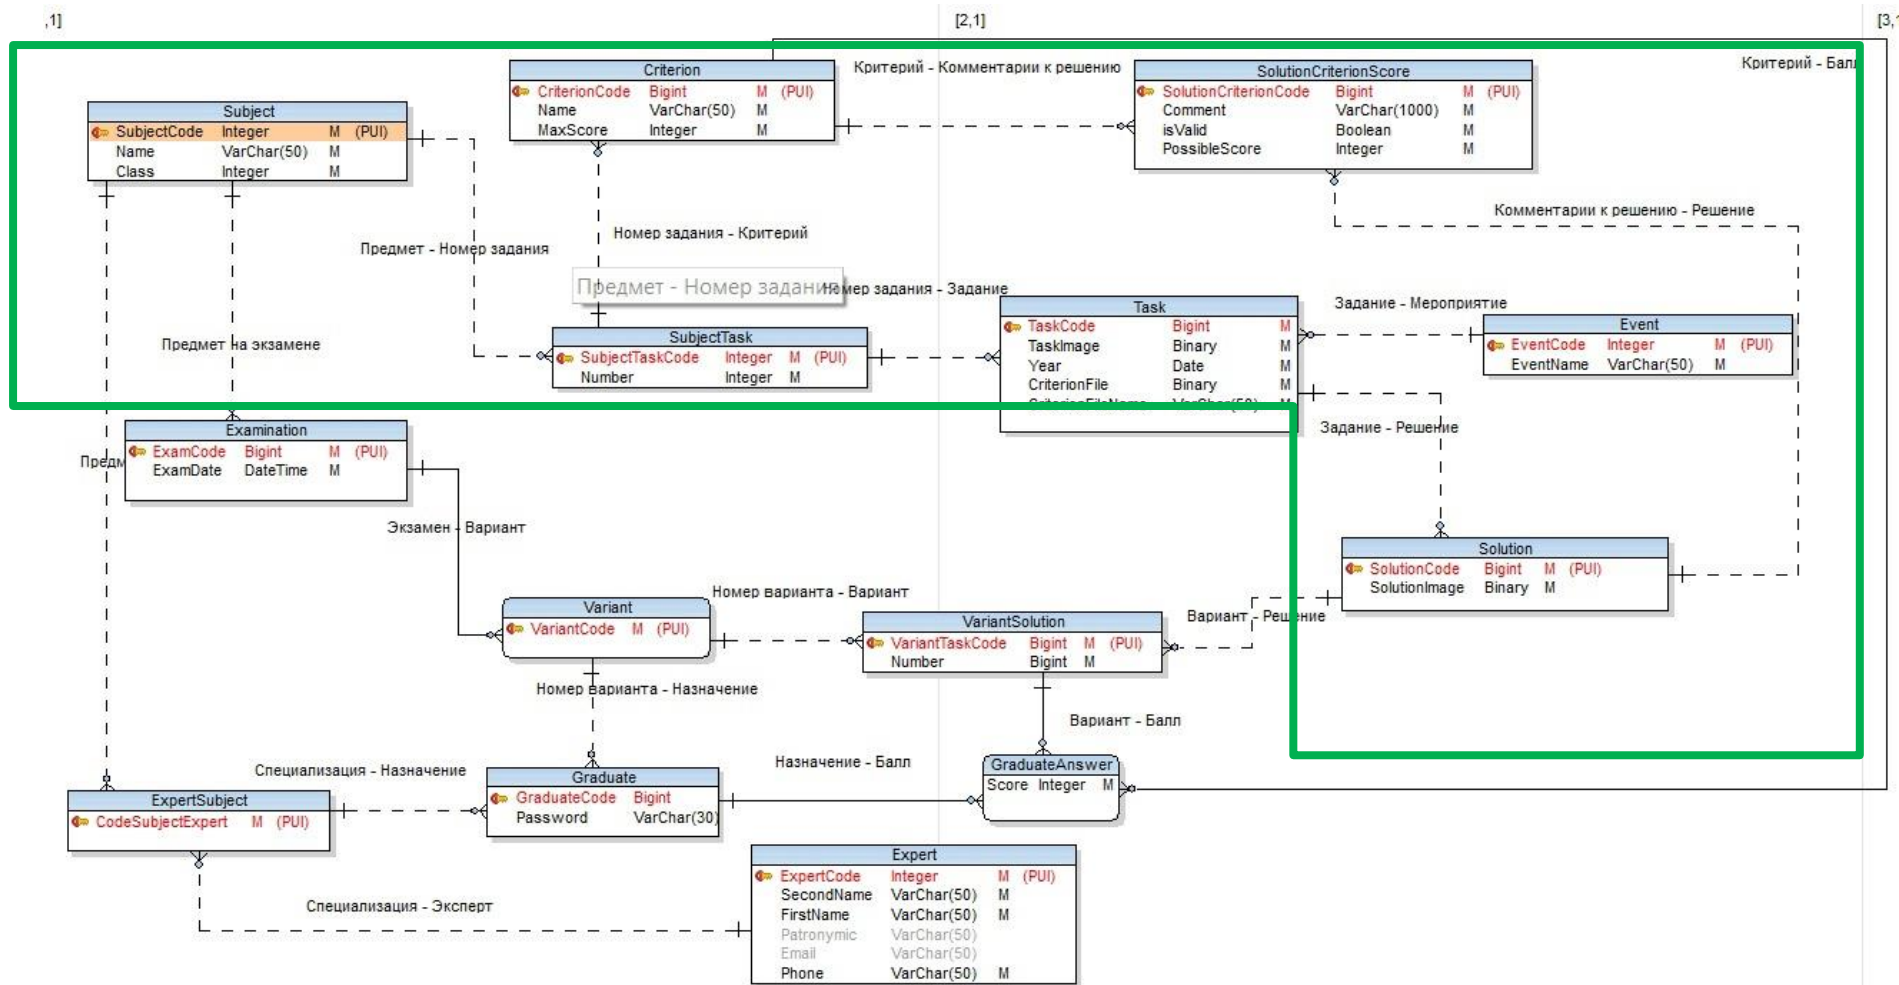 ,1]
[2,1]
[3,
Criterion
CriterionCode Bigint M (PUI)
Name VarChar(50) M
MaxScore Integer M
Критерий - Комментарии к решению
SolutionCriterionScore
SolutionCriterionCode Bigint M (PUI)
Comment VarChar(1000) M
isValid Boolean M
PossibleScore Integer M
Критерий - Балл
Subject
SubjectCode Integer M (PUI)
Name VarChar(50) M
Class Integer M
Комментарии к решению - Решение
Номер задания - Критерий
Предмет - Номер задания
Предмет - Номер задания
Номер задания - Задание
Предмет на экзамене
SubjectTask
SubjectTaskCode Integer M (PUI)
Number Integer M
Task
TaskCode Bigint M
TaskImage Binary M
Year Date M
CriterionFile Binary M
CriterionFileName VarChar(50) M
Задание - Мероприятие
Event
EventCode Integer M (PUI)
EventName VarChar(50) M
Задание - Решение
Examination
ExamCode Bigint M (PUI)
ExamDate DateTime M
Предм
Экзамен - Вариант
Solution
SolutionCode Bigint M (PUI)
SolutionImage Binary M
Variant
VariantCode M (PUI)
Номер варианта - Вариант
VariantSolution
VariantTaskCode Bigint M (PUI)
Number Bigint M
Вариант - Решение
Номер варианта - Назначение
Вариант - Балл
Специализация - Назначение
Назначение - Балл
Graduate
GraduateCode Bigint
Password VarChar(30)
GraduateAnswer
Score Integer M
ExpertSubject
CodeSubjectExpert M (PUI)
Специализация - Эксперт
Expert
ExpertCode Integer M (PUI)
SecondName VarChar(50) M
FirstName VarChar(50) M
Patronymic VarChar(50)
Email VarChar(50)
Phone VarChar(50) M